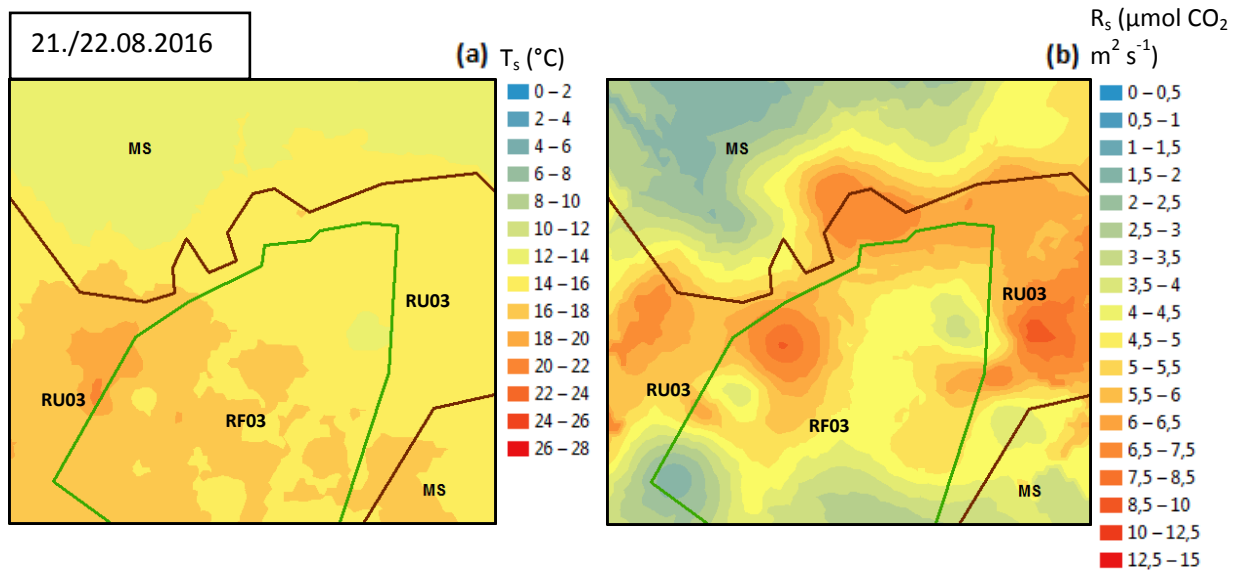 21./22.08.2016
(a) Tₛ (°C)
0 – 2
2 – 4
4 – 6
6 – 8
8 – 10
10 – 12
12 – 14
14 – 16
16 – 18
18 – 20
20 – 22
22 – 24
24 – 26
26 – 28
MS
RU03
RU03
RF03
MS
Rₛ (µmol CO₂
(b) m² s⁻¹)
0 – 0,5
0,5 – 1
1 – 1,5
1,5 – 2
2 – 2,5
2,5 – 3
3 – 3,5
3,5 – 4
4 – 4,5
4,5 – 5
5 – 5,5
5,5 – 6
6 – 6,5
6,5 – 7,5
7,5 – 8,5
8,5 – 10
10 – 12,5
12,5 – 15
MS
RU03
RU03
RF03
MS